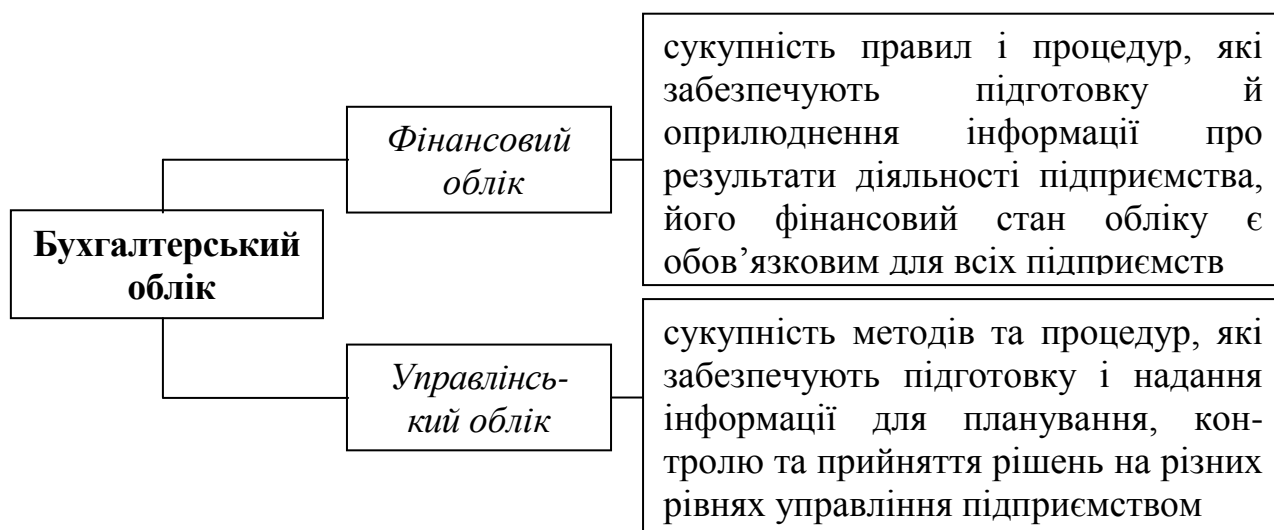 Бухгалтерський
облік
Фінансовий
облік
сукупність правил і процедур, які
забезпечують підготовку й
оприлюднення інформації про
результати діяльності підприємства,
його фінансовий стан обліку є
обов’язковим для всіх підприємств
Управлінсь-
кий облік
сукупність методів та процедур, які
забезпечують підготовку і надання
інформації для планування, кон-
тролю та прийняття рішень на різних
рівнях управління підприємством